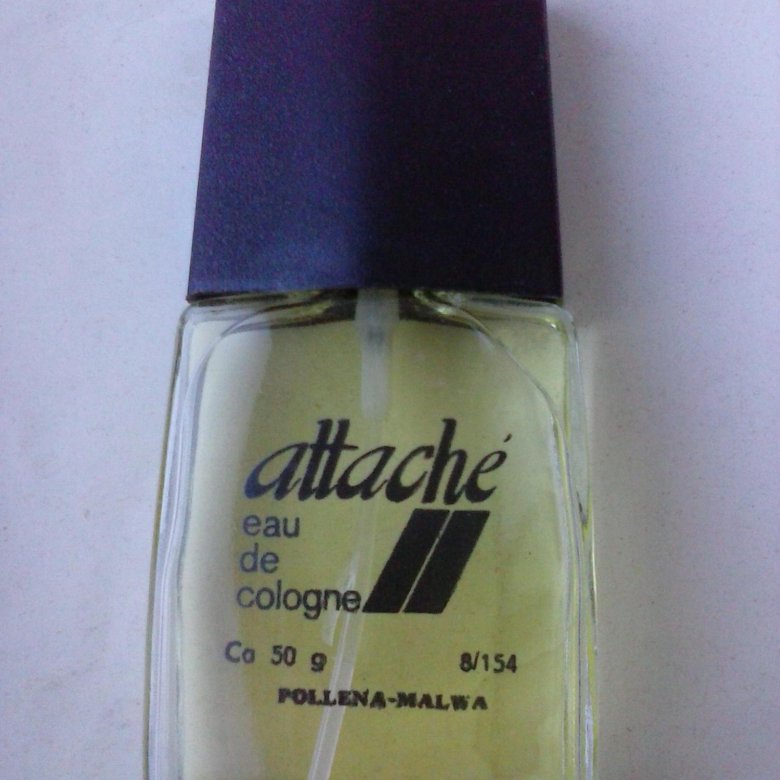 attaché
eau
de
cologne
Ca 50 g 8/154
POLLENA-MALWA